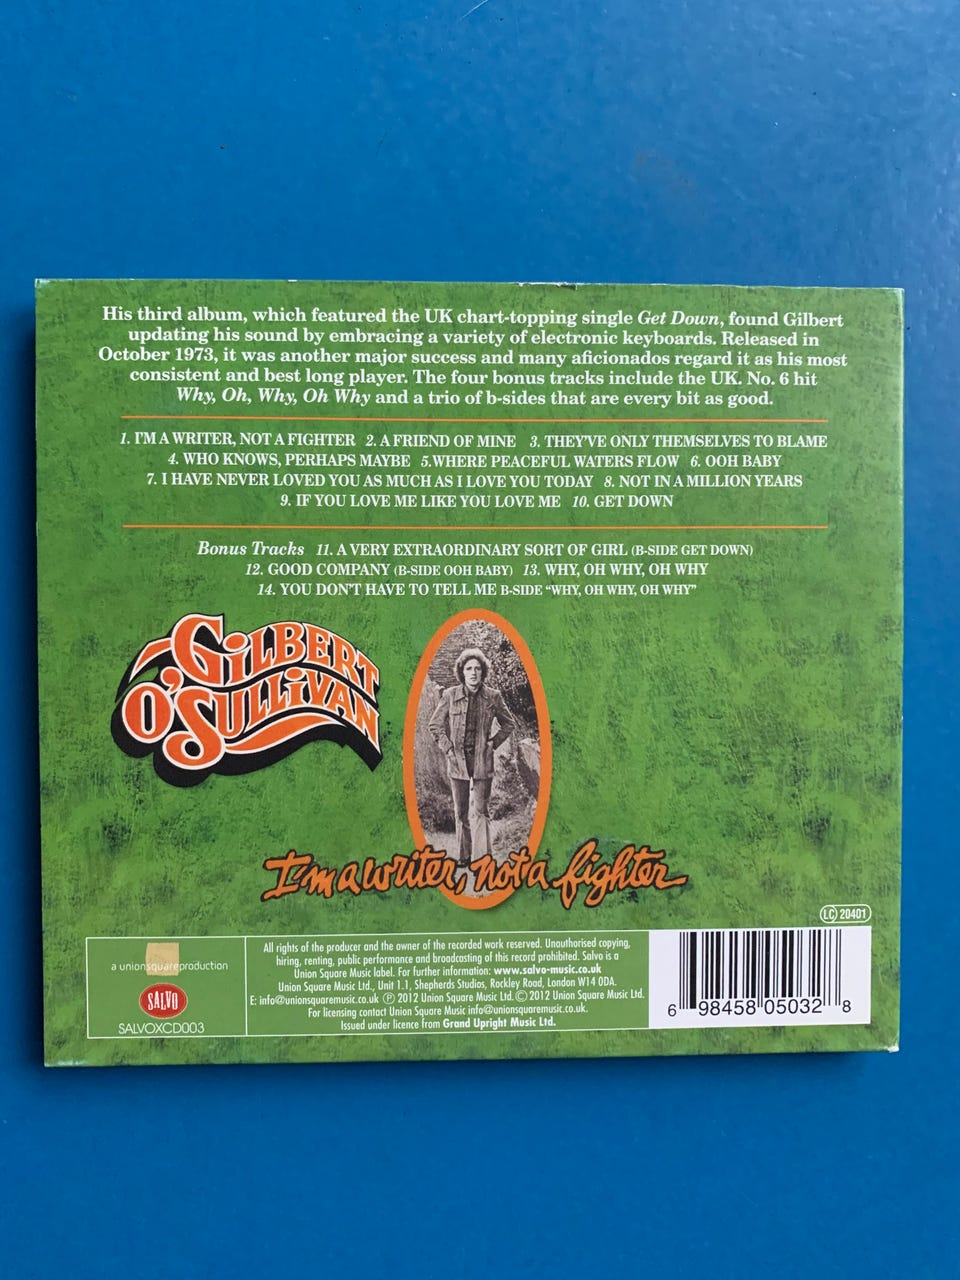 His third album, which featured the UK chart-topping single Get Down, found Gilbert
updating his sound by embracing a variety of electronic keyboards. Released in
October 1973, it was another major success and many aficionados regard it as his most
consistent and best long player. The four bonus tracks include the UK. No. 6 hit
Why, Oh, Why, Oh Why and a trio of b-sides that are every bit as good.
1. I'M A WRITER, NOT A FIGHTER 2. A FRIEND OF MINE 3. THEY'VE ONLY THEMSELVES TO BLAME
4. WHO KNOWS, PERHAPS MAYBE 5.WHERE PEACEFUL WATERS FLOW 6. OOH BABY
7. I HAVE NEVER LOVED YOU AS MUCH AS I LOVE YOU TODAY 8. NOT IN A MILLION YEARS
9. IF YOU LOVE ME LIKE YOU LOVE ME 10. GET DOWN
Bonus Tracks 11. A VERY EXTRAORDINARY SORT OF GIRL (B-SIDE GET DOWN)
12. GOOD COMPANY (B-SIDE OOH BABY) 13. WHY, OH WHY, OH WHY
14. YOU DON'T HAVE TO TELL ME B-SIDE "WHY, OH WHY, OH WHY"
GILBERT
O'SULLIVAN
I'm a writer, not a fighter
LC 20401
a unionsquareproduction
SALVO
SALVOXCD003
All rights of the producer and the owner of the recorded work reserved. Unauthorised copying,
hiring, renting, public performance and broadcasting of this record prohibited. Salvo is a
Union Square Music label. For further information: www.salvo-music.co.uk
Union Square Music Ltd., Unit 1.1, Shepherds Studios, Rockley Road, London W14 0DA.
E: info@unionsquaremusic.co.uk ℗ 2012 Union Square Music Ltd. © 2012 Union Square Music Ltd.
For licensing contact Union Square Music info@unionsquaremusic.co.uk.
Issued under licence from Grand Upright Music Ltd.
6 98458 05032 8